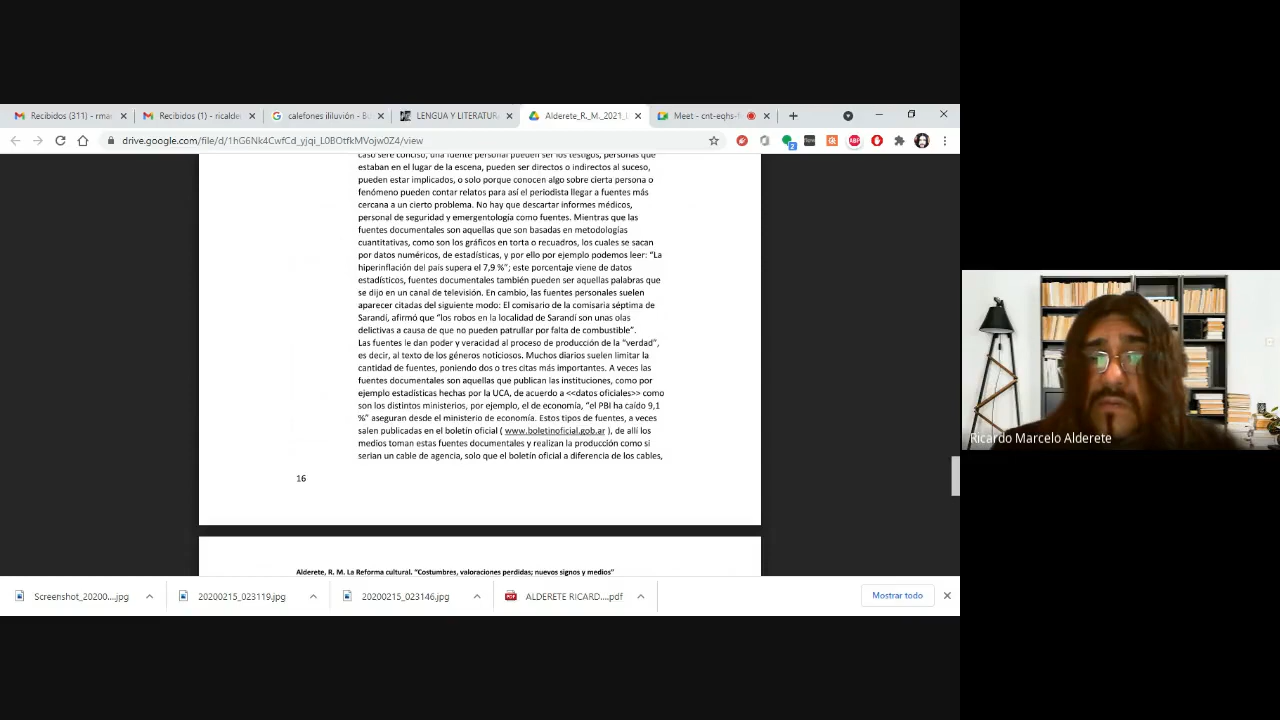 Recibidos (311) - rma
Recibidos (1) - ricalde
calefones ililuvión - B
LENGUA Y LITERATURA
Alderete_R._M._2021_
Meet - cnt-eqhs-
drive.google.com/file/d/1hG6Nk4CwfCd_yjqi_L0BOtfkMVojw0Z4/view
caso seré conciso, una fuente personal pueden ser los testigos, personas que
estaban en el lugar de la escena, pueden ser directos o indirectos al suceso,
pueden estar implicados, o solo porque conocen algo sobre cierta persona o
fenómeno pueden contar relatos para así el periodista llegar a fuentes más
cercana a un cierto problema. No hay que descartar informes médicos,
personal de seguridad y emergentología como fuentes. Mientras que las
fuentes documentales son aquellas que son basadas en metodologías
cuantitativas, como son los gráficos en torta o recuadros, los cuales se sacan
por datos numéricos, de estadísticas, y por ello por ejemplo podemos leer: "La
hiperinflación del país supera el 7,9 %"; este porcentaje viene de datos
estadísticos, fuentes documentales también pueden ser aquellas palabras que
se dijo en un canal de televisión. En cambio, las fuentes personales suelen
aparecer citadas del siguiente modo: El comisario de la comisaria séptima de
Sarandí, afirmó que "los robos en la localidad de Sarandí son unas olas
delictivas a causa de que no pueden patrullar por falta de combustible".
Las fuentes le dan poder y veracidad al proceso de producción de la "verdad",
es decir, al texto de los géneros noticiosos. Muchos diarios suelen limitar la
cantidad de fuentes, poniendo dos o tres citas más importantes. A veces las
fuentes documentales son aquellas que publican las instituciones, como por
ejemplo estadísticas hechas por la UCA, de acuerdo a <<datos oficiales>> como
son los distintos ministerios, por ejemplo, el de economía, "el PBI ha caído 9,1
%" aseguran desde el ministerio de economía. Estos tipos de fuentes, a veces
salen publicadas en el boletín oficial ( www.boletinoficial.gob.ar ), de allí los
medios toman estas fuentes documentales y realizan la producción como si
serían un cable de agencia, solo que el boletín oficial a diferencia de los cables,
16
Alderete, R. M. La Reforma cultural. "Costumbres, valoraciones perdidas; nuevos signos y medios"
Ricardo Marcelo Alderete
Screenshot_20200....jpg
20200215_023119.jpg
20200215_023146.jpg
ALDERETE RICARD....pdf
Mostrar todo